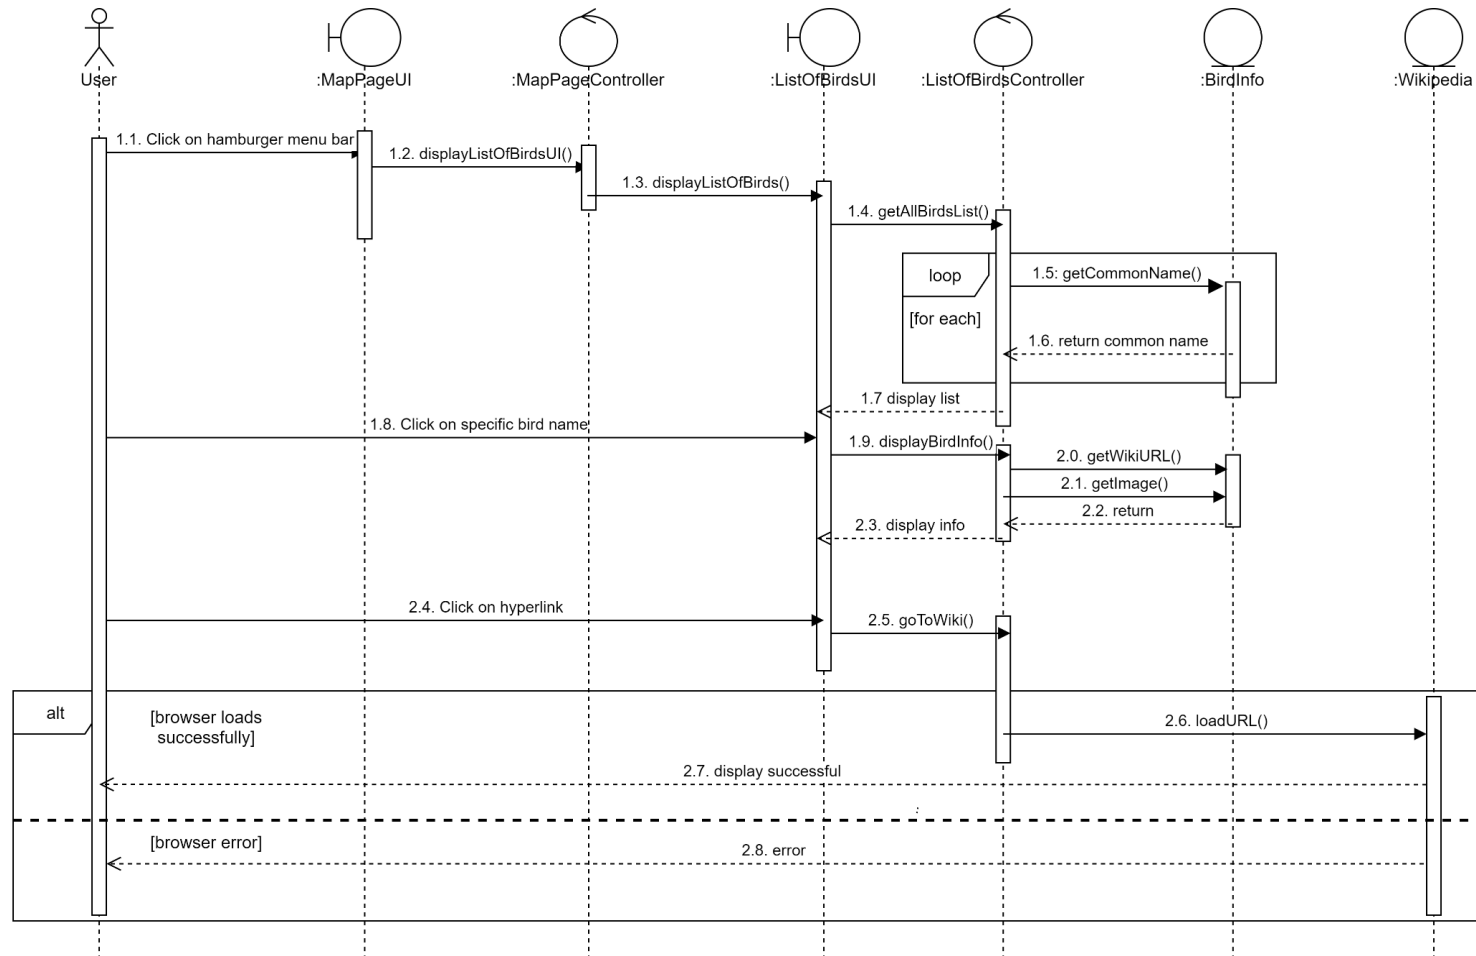 User
:MapPageUI
:MapPageController
:ListOfBirdsUI
:ListOfBirdsController
:BirdInfo
:Wikipedia
1.1. Click on hamburger menu bar
1.2. displayListOfBirdsUI()
1.3. displayListOfBirds()
1.4. getAllBirdsList()
loop
1.5: getCommonName()
[for each]
1.6. return common name
1.7 display list
1.8. Click on specific bird name
1.9. displayBirdInfo()
2.0. getWikiURL()
2.1. getImage()
2.2. return
2.3. display info
2.4. Click on hyperlink
2.5. goToWiki()
alt
[browser loads
successfully]
2.6. loadURL()
2.7. display successful
:
[browser error]
2.8. error